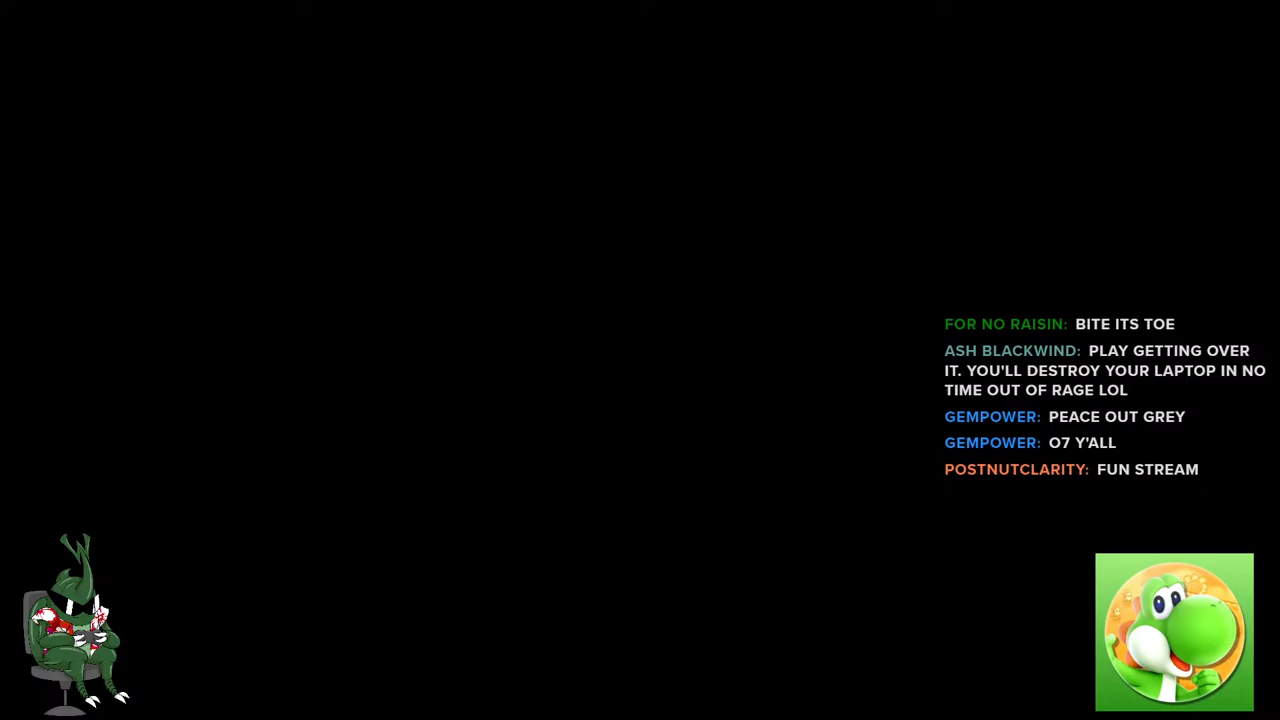 FOR NO RAISIN: BITE ITS TOE
ASH BLACKWIND: PLAY GETTING OVER
IT. YOU'LL DESTROY YOUR LAPTOP IN NO
TIME OUT OF RAGE LOL
GEMPOWER: PEACE OUT GREY
GEMPOWER: O7 Y'ALL
POSTNUTCLARITY: FUN STREAM